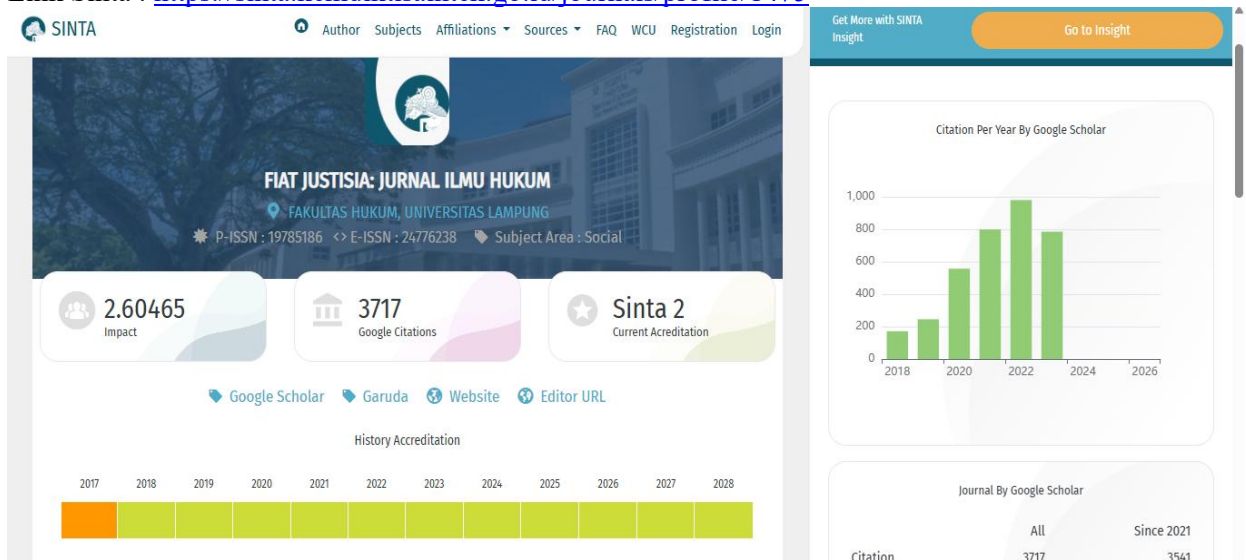 SINTA
Author Subjects Affiliations Sources FAQ WCU Registration Login
FIAT JUSTISIA: JURNAL ILMU HUKUM
FAKULTAS HUKUM, UNIVERSITAS LAMPUNG
P-ISSN : 19785186 <> E-ISSN : 24776238 Subject Area : Social
2.60465
Impact
3717
Google Citations
Sinta 2
Current Acreditation
Google Scholar Garuda Website Editor URL
History Accreditation
2017 2018 2019 2020 2021 2022 2023 2024 2025 2026 2027 2028
Get More with SINTA
Insight
Go to Insight
Citation Per Year By Google Scholar
1,000
800
600
400
200
0
2018 2020 2022 2024 2026
Journal By Google Scholar
All Since 2021
Citation 3717 3541